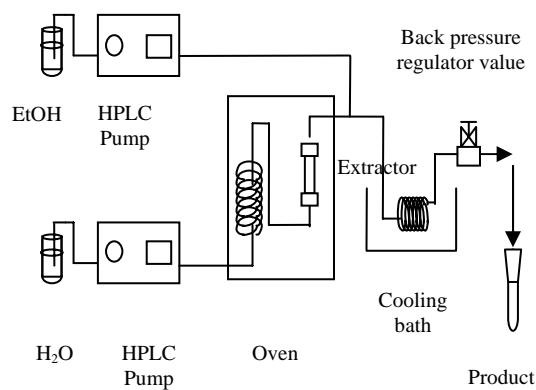 Back pressure
regulator value
EtOH
HPLC
Pump
Extractor
Cooling
bath
H₂O
HPLC
Pump
Oven
Product